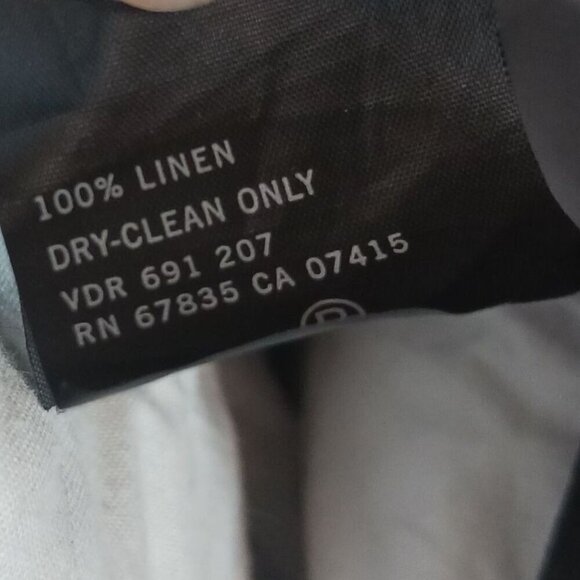 100% LINEN
DRY-CLEAN ONLY
VDR 691 207
RN 67835 CA 07415